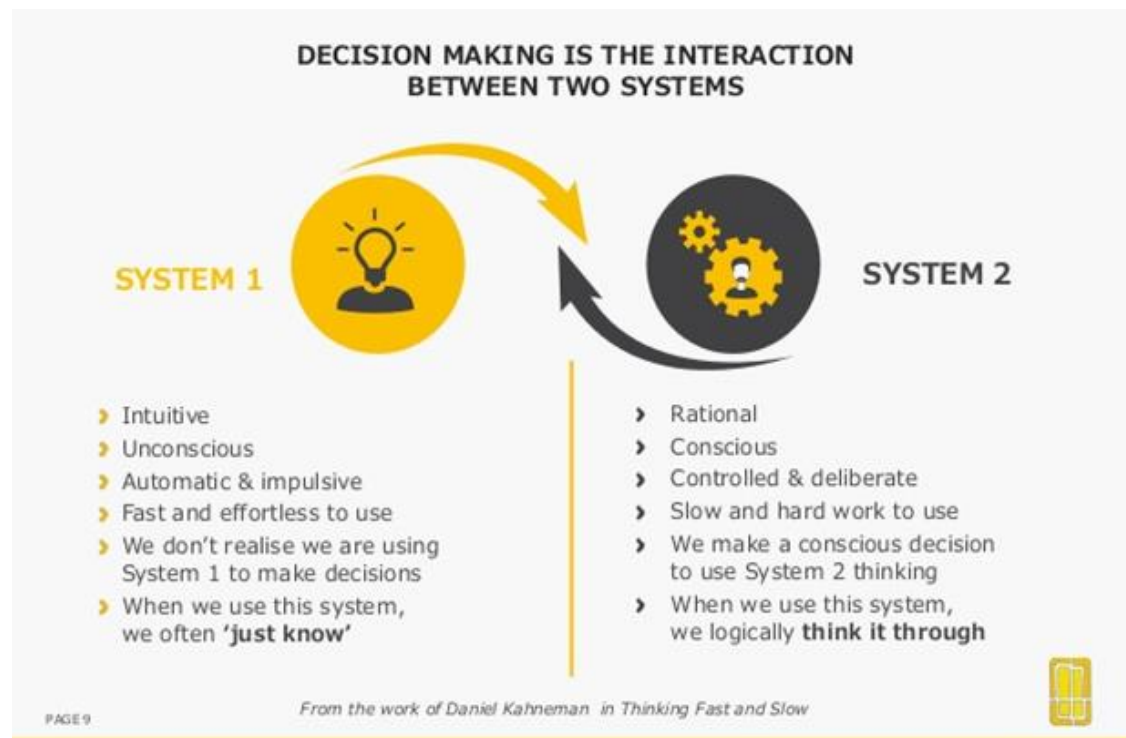 DECISION MAKING IS THE INTERACTION
BETWEEN TWO SYSTEMS
SYSTEM 1
SYSTEM 2
Intuitive
Unconscious
Automatic & impulsive
Fast and effortless to use
We don't realise we are using
System 1 to make decisions
When we use this system,
we often 'just know'
Rational
Conscious
Controlled & deliberate
Slow and hard work to use
We make a conscious decision
to use System 2 thinking
When we use this system,
we logically think it through
From the work of Daniel Kahneman in Thinking Fast and Slow
PAGE 9